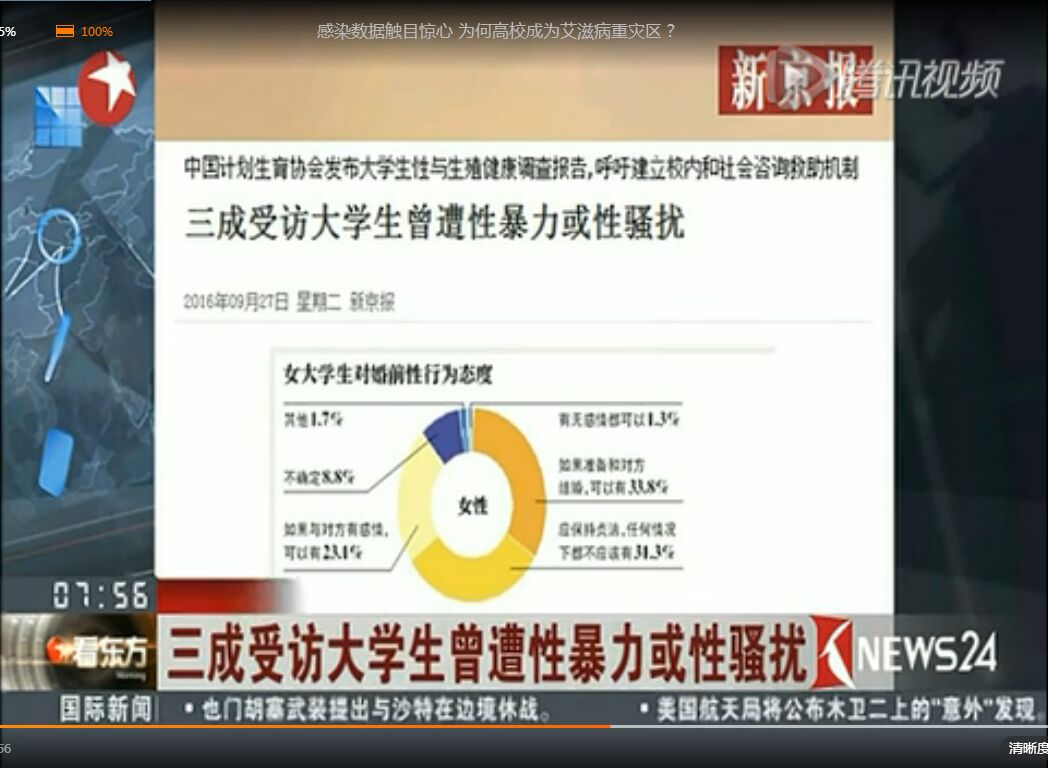 5%
100%
感染数据触目惊心 为何高校成为艾滋病重灾区？
新京报
腾讯视频
中国计划生育协会发布大学生性与生殖健康调查报告,呼吁建立校内和社会咨询救助机制
三成受访大学生曾遭性暴力或性骚扰
2016年09月27日 星期二 新京报
女大学生对婚前性行为态度
其他1.7%
有无感情都可以1.3%
不确定8.8%
如果准备和对方
结婚,可以有33.8%
女性
如果与对方有感情,
可以有23.1%
应保持贞洁,任何情况
下都不应该有31.3%
07:56
看东方
Morning
三成受访大学生曾遭性暴力或性骚扰
NEWS24
国际新闻
·也门胡塞武装提出与沙特在边境休战。
·美国航天局将公布木卫二上的"意外"发现。
56
清晰度